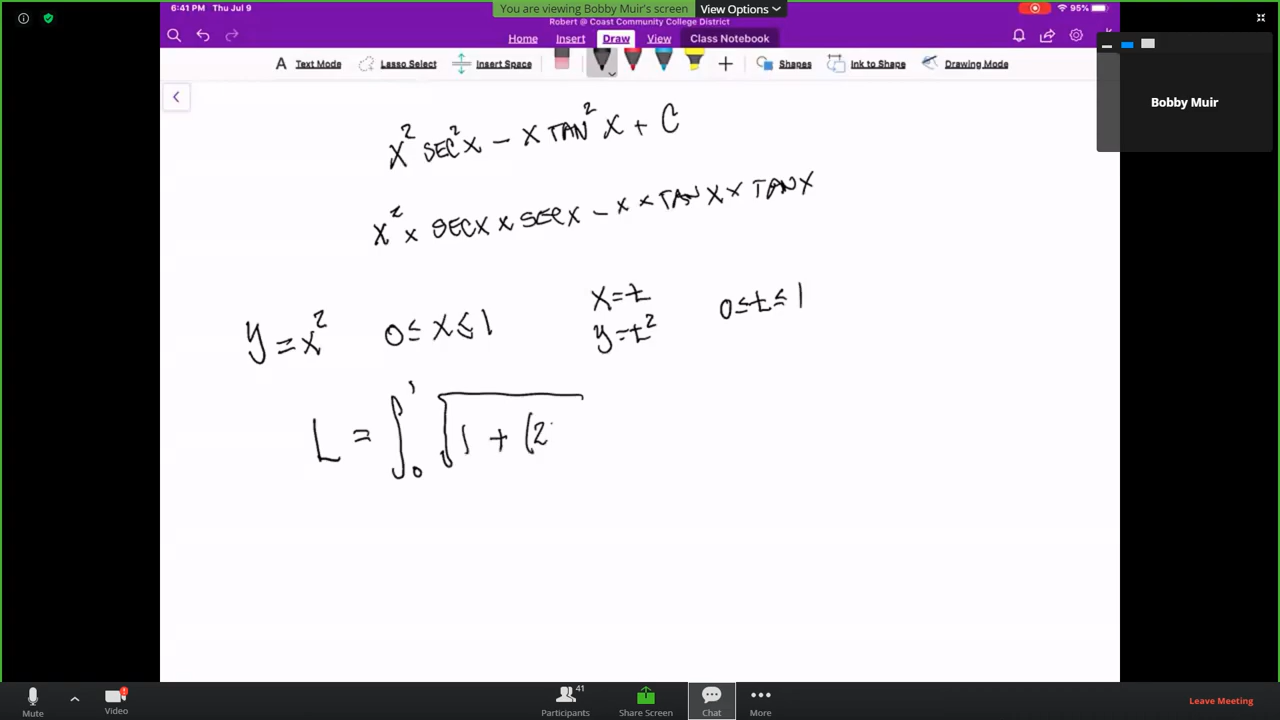 You are viewing Bobby Muir's screen View Options
6:41 PM Thu Jul 9 95%
Robert @ Coast Community College District
Home Insert Draw View Class Notebook
A Text Mode Lasso Select Insert Space Shapes Ink to Shape Drawing Mode
Bobby Muir
x² SEC²x − x TAN²x + C
x² × SECX × SECX − x × TANX × TANX
x=t
y=x² 0≤x≤1 0≤t≤1
y=t²
L = ∫₀¹ √1 + (2
Mute Video Participants 41 Share Screen Chat More Leave Meeting